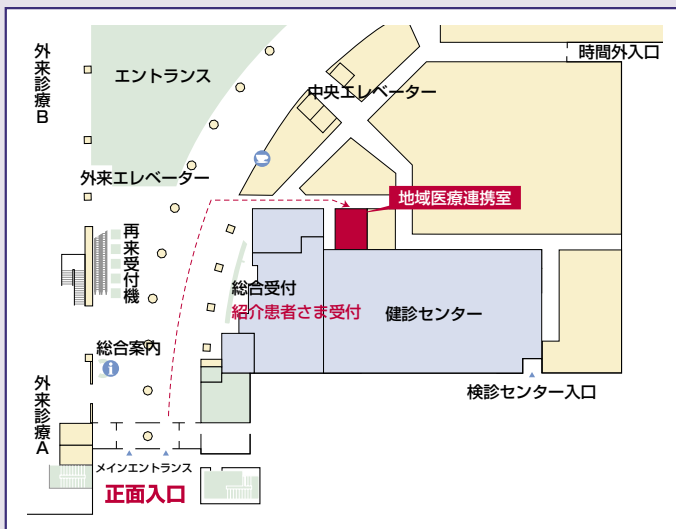 外来診療B
エントランス
時間外入口
中央エレベーター
外来エレベーター
地域医療連携室
再来受付機
総合受付
紹介患者さま受付
健診センター
総合案内
i
外来診療A
検診センター入口
メインエントランス
正面入口